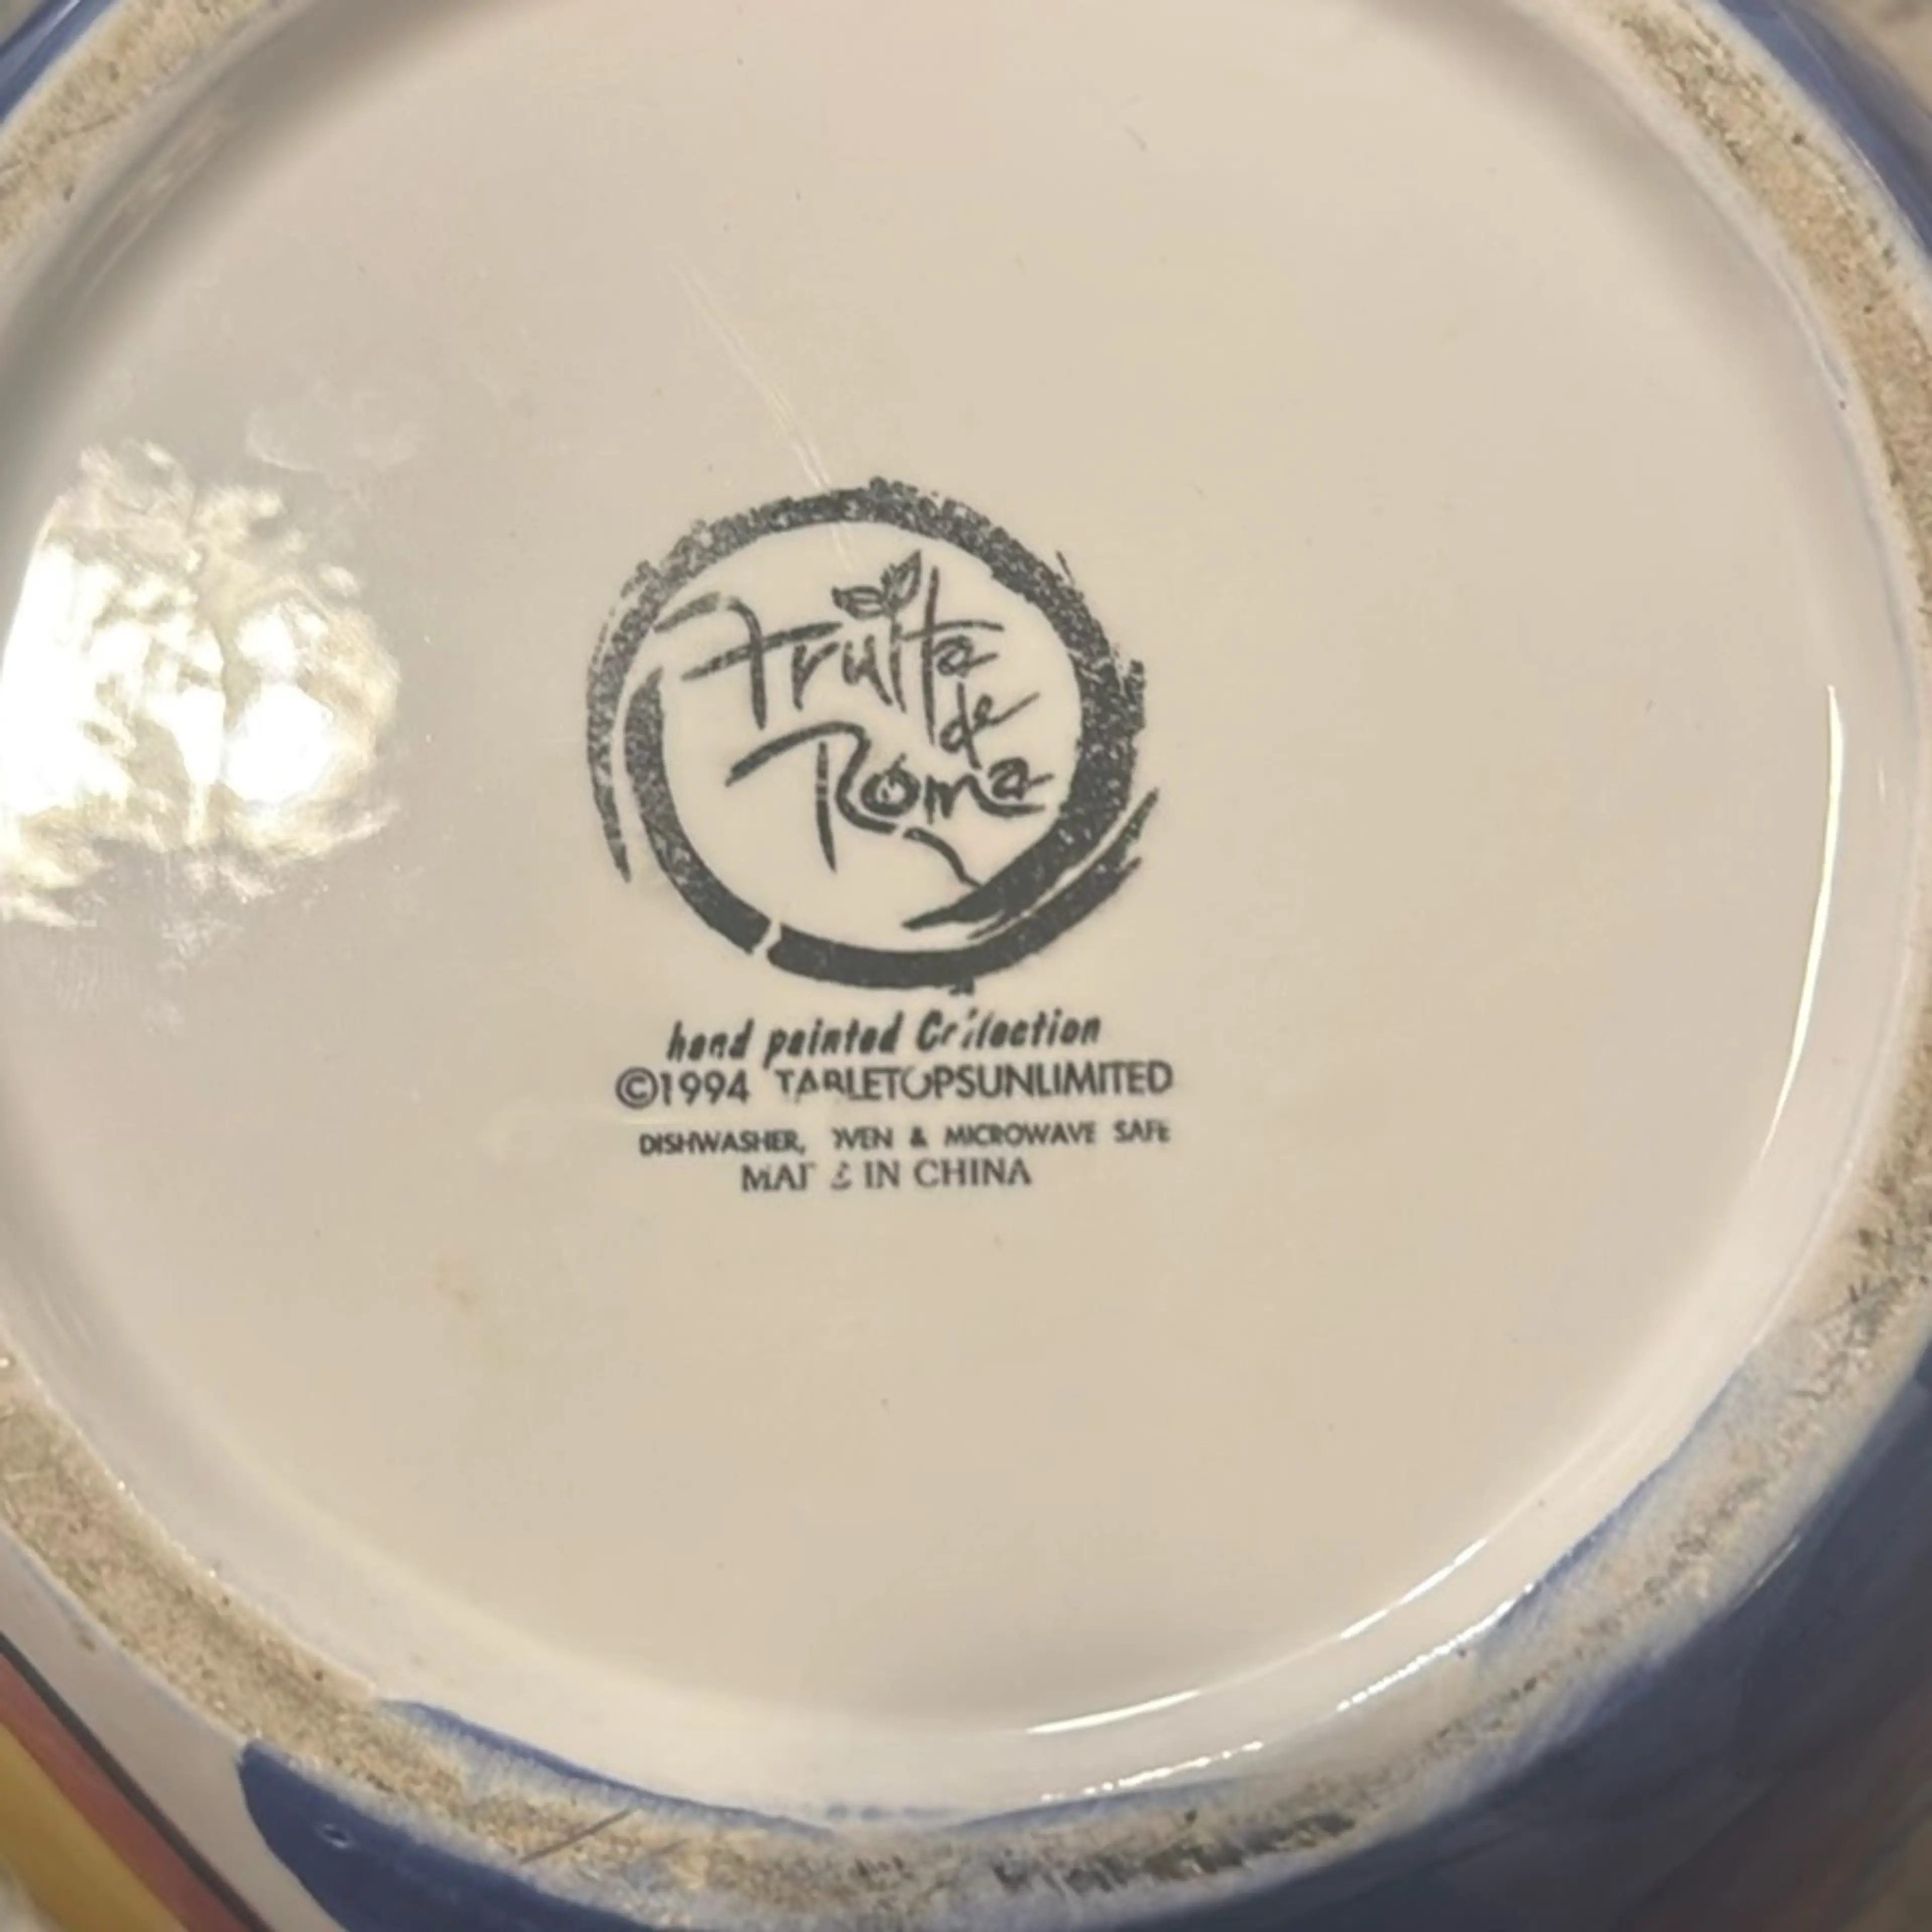 Fruita
de
Roma
hand painted Collection
©1994 TABLETOPSUNLIMITED
DISHWASHER, OVEN & MICROWAVE SAFE
MADE IN CHINA